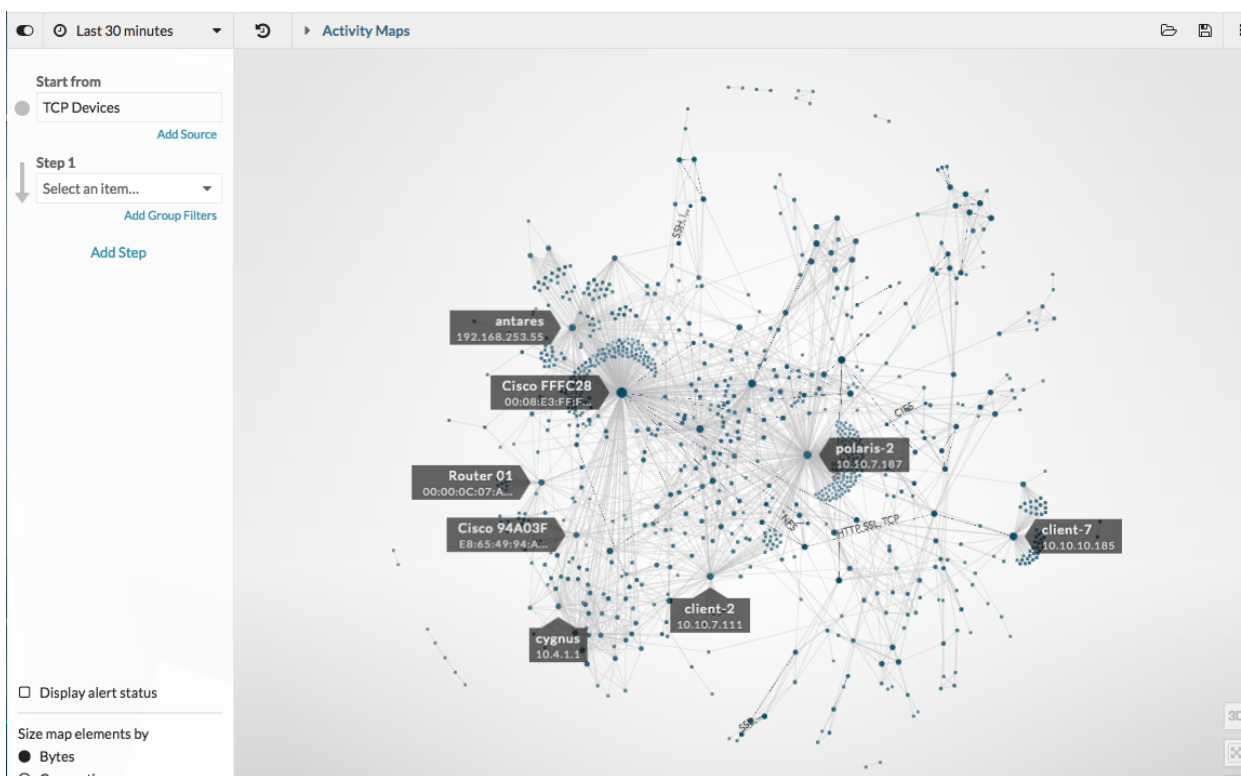 Last 30 minutes
Activity Maps
Start from
TCP Devices
Add Source
Step 1
Select an item...
Add Group Filters
Add Step
SSH, l...
antares
192.168.253.55
Cisco FFFC28
00:08:E3:FF:F...
CIFS...
polaris-2
10.10.7.187
Router 01
00:00:0C:07:A...
Cisco 94A03F
E8:65:49:94:A...
NFS
HTTP, SSL, TCP
client-7
10.10.10.185
client-2
10.10.7.111
cygnus
10.4.1.1
Display alert status
Size map elements by
Bytes
3D